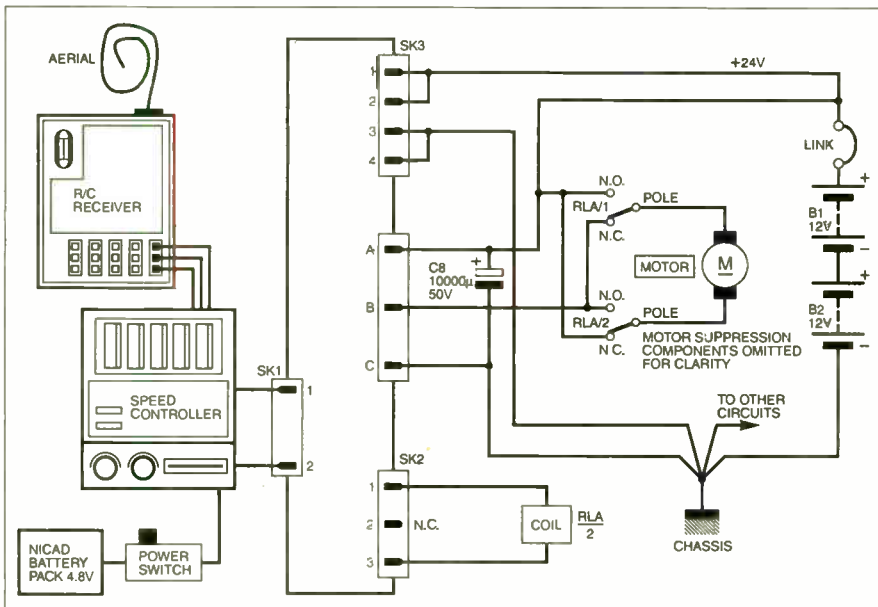 AERIAL
R/C
RECEIVER
SPEED
CONTROLLER
NICAD
BATTERY
PACK 4.8V
POWER
SWITCH
SK1
1
2
SK3
1
2
3
4
A
B
C
C8
10000µ
50V
+
SK2
1
2
3
N.C.
COIL
RLA
2
+24V
LINK
+
B1
12V
-
+
B2
12V
-
N.O.
RLA/1
POLE
N.C.
MOTOR
M
N.O.
RLA/2
POLE
N.C.
MOTOR SUPPRESSION
COMPONENTS OMITTED
FOR CLARITY
TO OTHER
CIRCUITS
CHASSIS